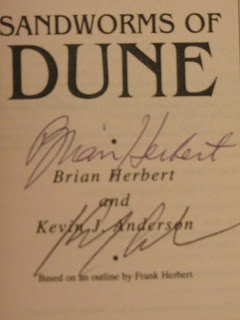 SANDWORMS OF
DUNE
Brian Herbert
Brian Herbert
and
Kevin J. Anderson
Based on an outline by Frank Herbert